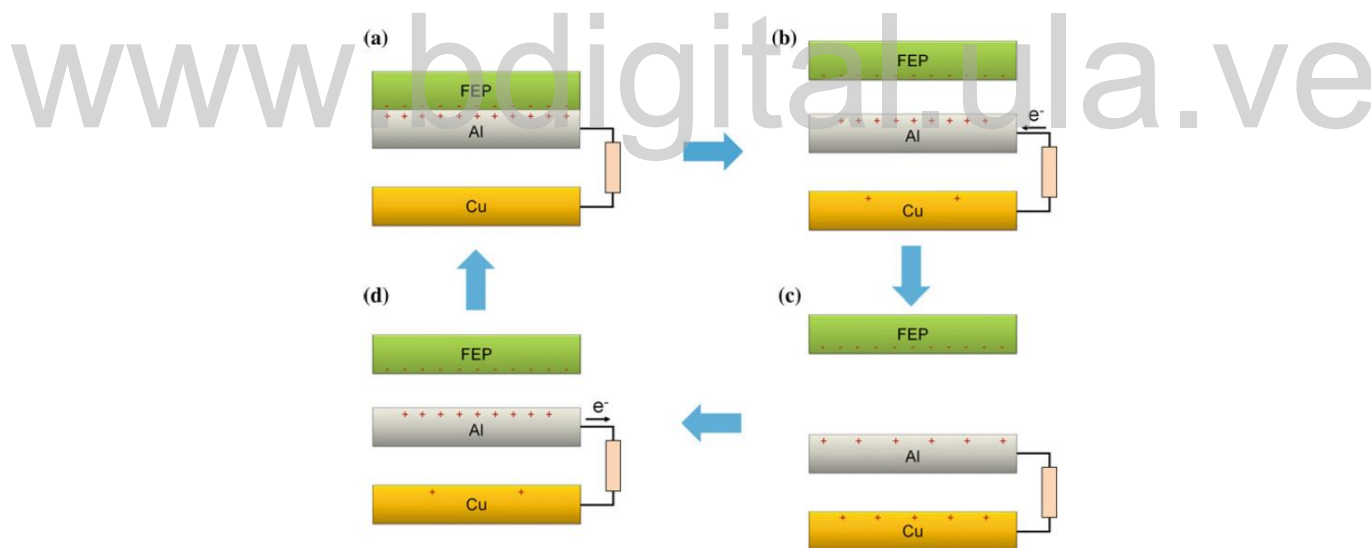 www.bdigital.ula.ve
(a)
FEP
- - - - - - - - - - -
+ + + + + + + + + + +
Al
Cu
(b)
FEP
- - - - - - - - - -
+ + + + + + + + +
Al
e-
+ +
Cu
(d)
FEP
- - - - - - - - - - -
+ + + + + + + + +
Al
e-
+ +
Cu
(c)
FEP
- - - - - - - - - -
+ + + + + +
Al
+ + + + +
Cu